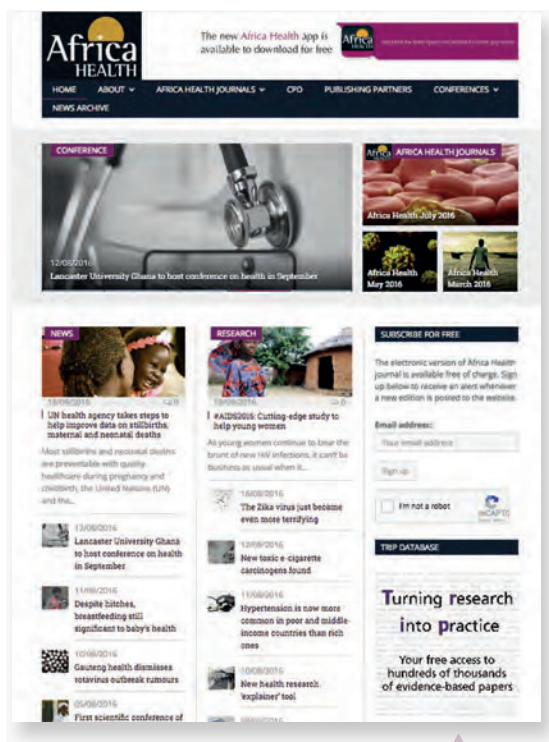 Africa
HEALTH
The new Africa Health app is
available to download for free
Africa
HEALTH
HOME ABOUT AFRICA HEALTH JOURNALS CPD PUBLISHING PARTNERS CONFERENCES
NEWS ARCHIVE
CONFERENCE
12/08/2016
Lancaster University Ghana to host conference on health in September
Africa
HEALTH
AFRICA HEALTH JOURNALS
Africa Health July 2016
Africa Health
May 2016
Africa Health
March 2016
NEWS
0
UN health agency takes steps to
help improve data on stillbirths,
maternal and neonatal deaths
Most stillbirths and neonatal deaths
are preventable with quality
healthcare during pregnancy and
childbirth, the United Nations (UN)
and the...
12/08/2016
Lancaster University Ghana
to host conference on health
in September
11/08/2016
Despite hitches,
breastfeeding still
significant to baby's health
10/08/2016
Gauteng health dismisses
rotavirus outbreak rumours
05/08/2016
First scientific conference of
RESEARCH
0
#AIDS2016: Cutting-edge study to
help young women
As young women continue to bear the
brunt of new HIV infections, it can't be
business as usual when it...
16/08/2016
The Zika virus just became
even more terrifying
12/08/2016
New toxic e-cigarette
carcinogens found
11/08/2016
Hypertension is now more
common in poor and middle-
income countries than rich
ones
10/08/2016
New health research
'explainer' tool
SUBSCRIBE FOR FREE
The electronic version of Africa Health
journal is available free of charge. Sign
up below to receive an alert whenever
a new edition is posted to the website.
Email address:
Your email address
Sign up
I'm not a robot
TRIP DATABASE
Turning research
into practice
Your free access to
hundreds of thousands
of evidence-based papers